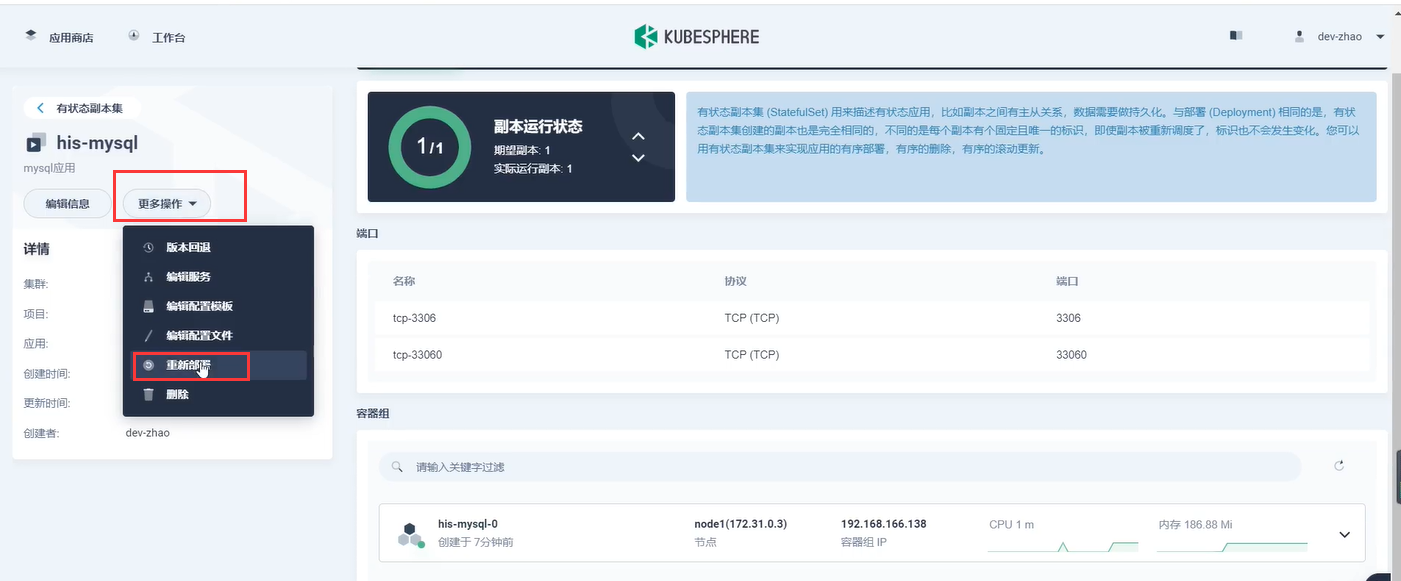 应用商店
工作台
KUBESPHERE
dev-zhao
有状态副本集
his-mysql
mysql应用
编辑信息
更多操作
版本回退
编辑服务
编辑配置模板
编辑配置文件
重新部署
删除
详情
集群:
项目:
应用:
创建时间:
更新时间:
创建者:
dev-zhao
1/1
副本运行状态
期望副本: 1
实际运行副本: 1
有状态副本集 (StatefulSet) 用来描述有状态应用，比如副本之间有主从关系，数据需要做持久化。与部署 (Deployment) 相同的是，有状
态副本集创建的副本也是完全相同的，不同的是每个副本有个固定且唯一的标识，即使副本被重新调度了，标识也不会发生变化。您可以
用有状态副本集来实现应用的有序部署，有序的删除，有序的滚动更新。
端口
名称 协议 端口
tcp-3306 TCP (TCP) 3306
tcp-33060 TCP (TCP) 33060
容器组
请输入关键字过滤
his-mysql-0 node1(172.31.0.3) 192.168.166.138 CPU 1 m 内存 186.88 Mi
创建于 7分钟前 节点 容器组 IP